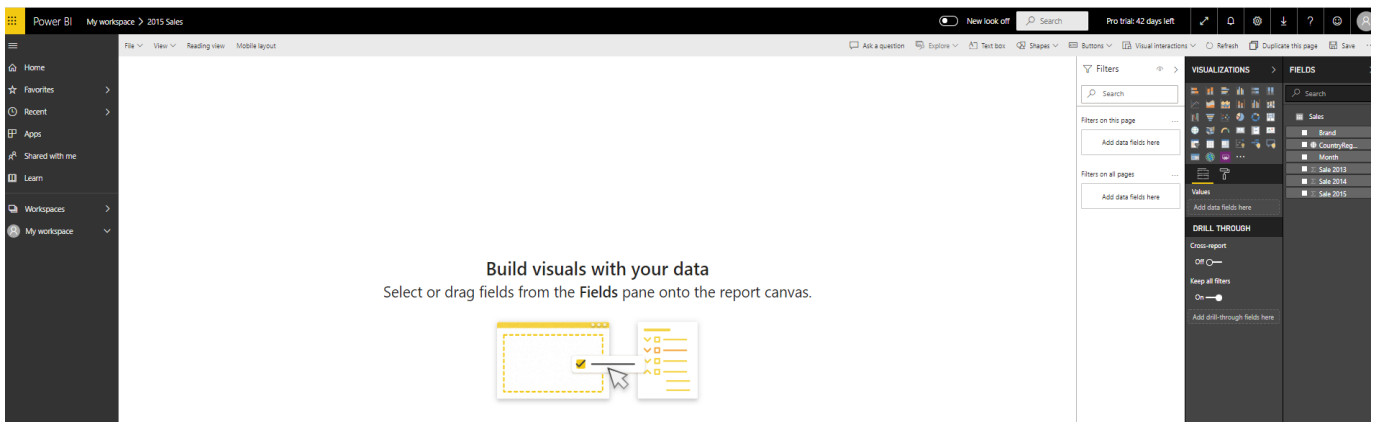 Power BI My workspace > 2015 Sales New look off Search Pro trial: 42 days left
File View Reading view Mobile layout Ask a question Explore Text box Shapes Buttons Visual interactions Refresh Duplicate this page Save
Home
Favorites
Recent
Apps
Shared with me
Learn
Workspaces
My workspace
Build visuals with your data
Select or drag fields from the Fields pane onto the report canvas.
Filters
Search
Filters on this page
Add data fields here
Filters on all pages
Add data fields here
VISUALIZATIONS
Values
Add data fields here
DRILL THROUGH
Cross-report
Off
Keep all filters
On
Add drill-through fields here
FIELDS
Search
Sales
Brand
CountryReg...
Month
Sale 2013
Sale 2014
Sale 2015